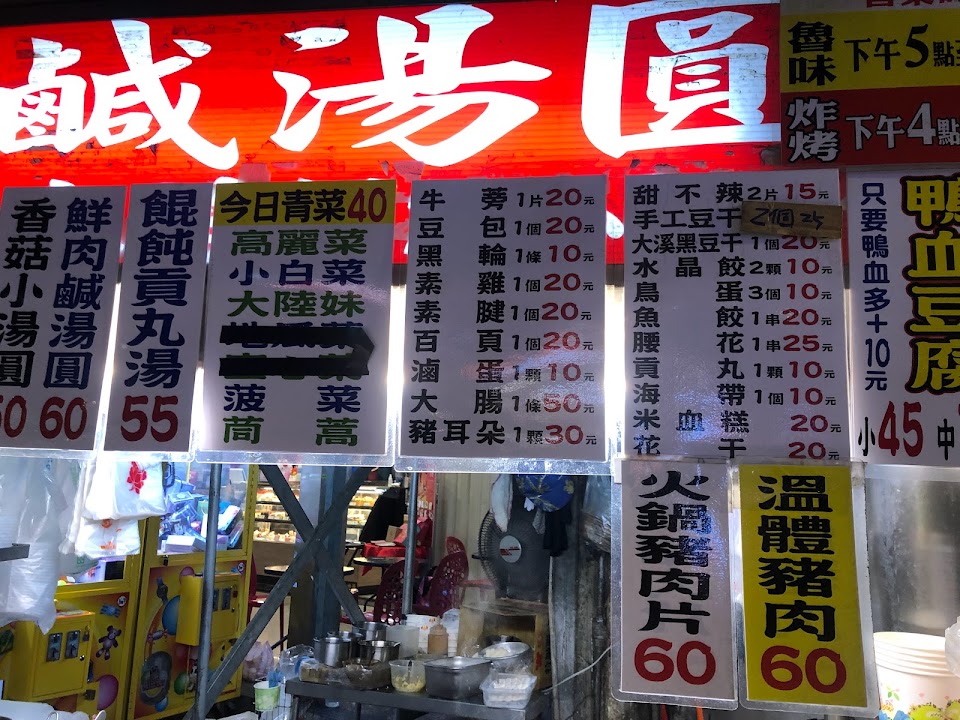 鹹湯圓
魯味 下午5點
炸烤 下午4點
香菇小湯圓
鮮肉鹹湯圓 60
餛飩貢丸湯 55
今日青菜40
高麗菜
小白菜
大陸妹
菠菜
茼蒿
牛蒡 1片20元
豆包 1個20元
黑輪 1條10元
素雞 1個20元
素腱 1個20元
百頁 1個20元
滷蛋 1顆10元
大腸 1條50元
豬耳朵 1顆30元
甜不辣 2片15元
手工豆干 2個25
大溪黑豆干 1個20元
水晶餃 2顆10元
鳥蛋 3個10元
魚餃 1串20元
腰花 1串25元
貢丸 1顆10元
海帶 1個10元
米血糕 20元
花干 20元
只要鴨血多+10元
鴨血豆腐
小45 中
火鍋豬肉片 60
溫體豬肉 60